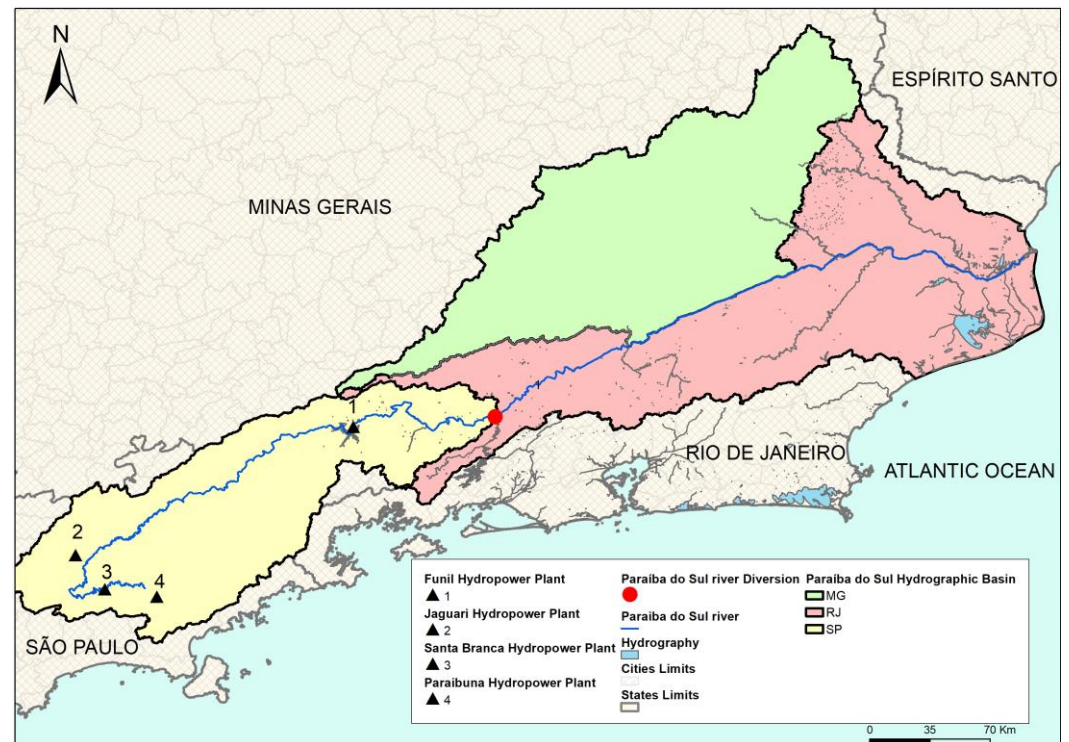 N
ESPÍRITO SANTO
MINAS GERAIS
1
1
RIO DE JANEIRO
ATLANTIC OCEAN
2
3
4
SÃO PAULO
Funil Hydropower Plant
1
Jaguari Hydropower Plant
2
Santa Branca Hydropower Plant
3
Paraibuna Hydropower Plant
4
Paraíba do Sul river Diversion
Paraíba do Sul river
Hydrography
Cities Limits
States Limits
Paraíba do Sul Hydrographic Basin
MG
RJ
SP
0 35 70 Km